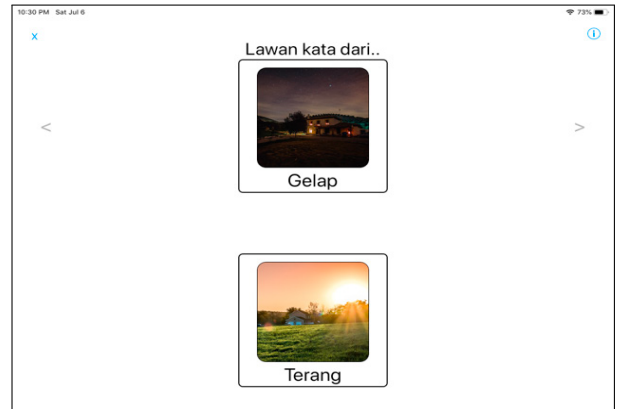 10:30 PM Sat Jul 6
73%
x
Lawan kata dari..
<
>
Gelap
Terang